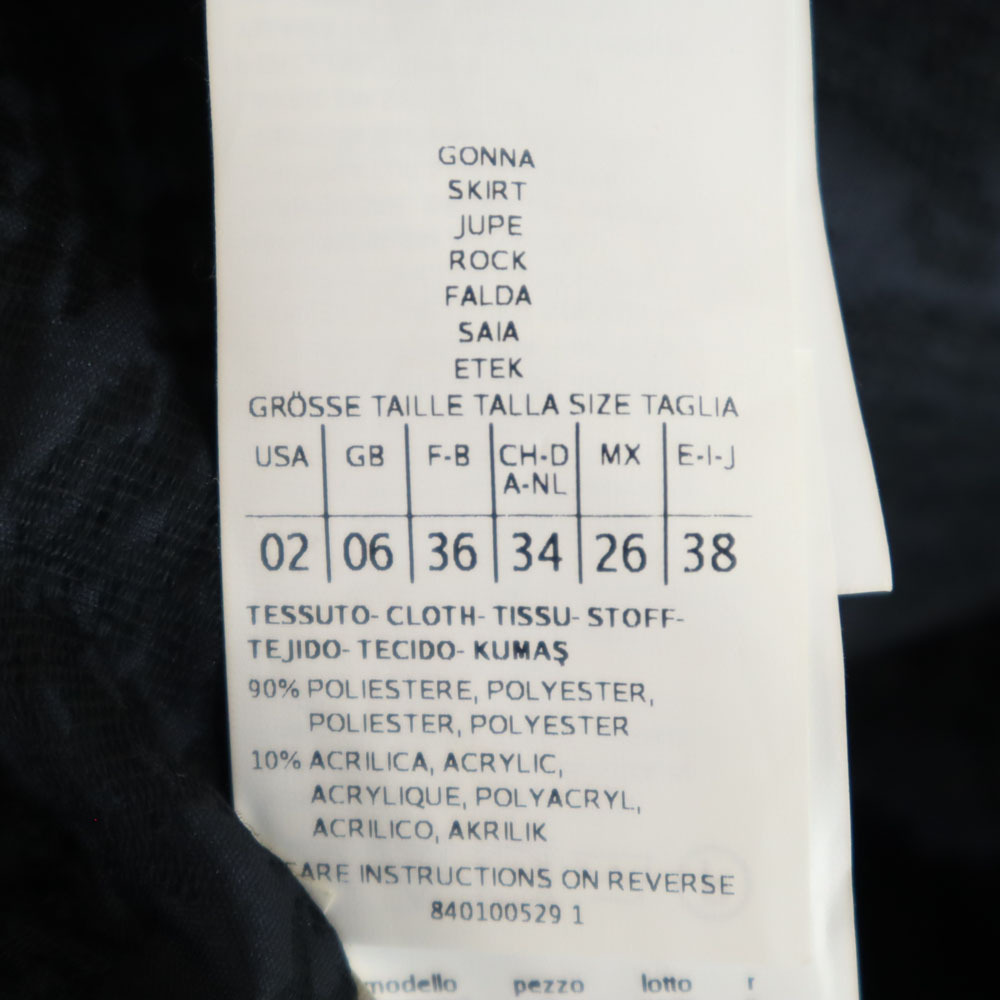 GONNA
SKIRT
JUPE
ROCK
FALDA
SAIA
ETEK
GRÖSSE TAILLE TALLA SIZE TAGLIA
USA GB F-B CH-D A-NL MX E-I-J
02 06 36 34 26 38
TESSUTO- CLOTH- TISSU- STOFF-
TEJIDO- TECIDO- KUMAŞ
90% POLIESTERE, POLYESTER,
POLIESTER, POLYESTER
10% ACRILICA, ACRYLIC,
ACRYLIQUE, POLYACRYL,
ACRILICO, AKRILIK
ARE INSTRUCTIONS ON REVERSE
840100529 1
modello pezzo lotto